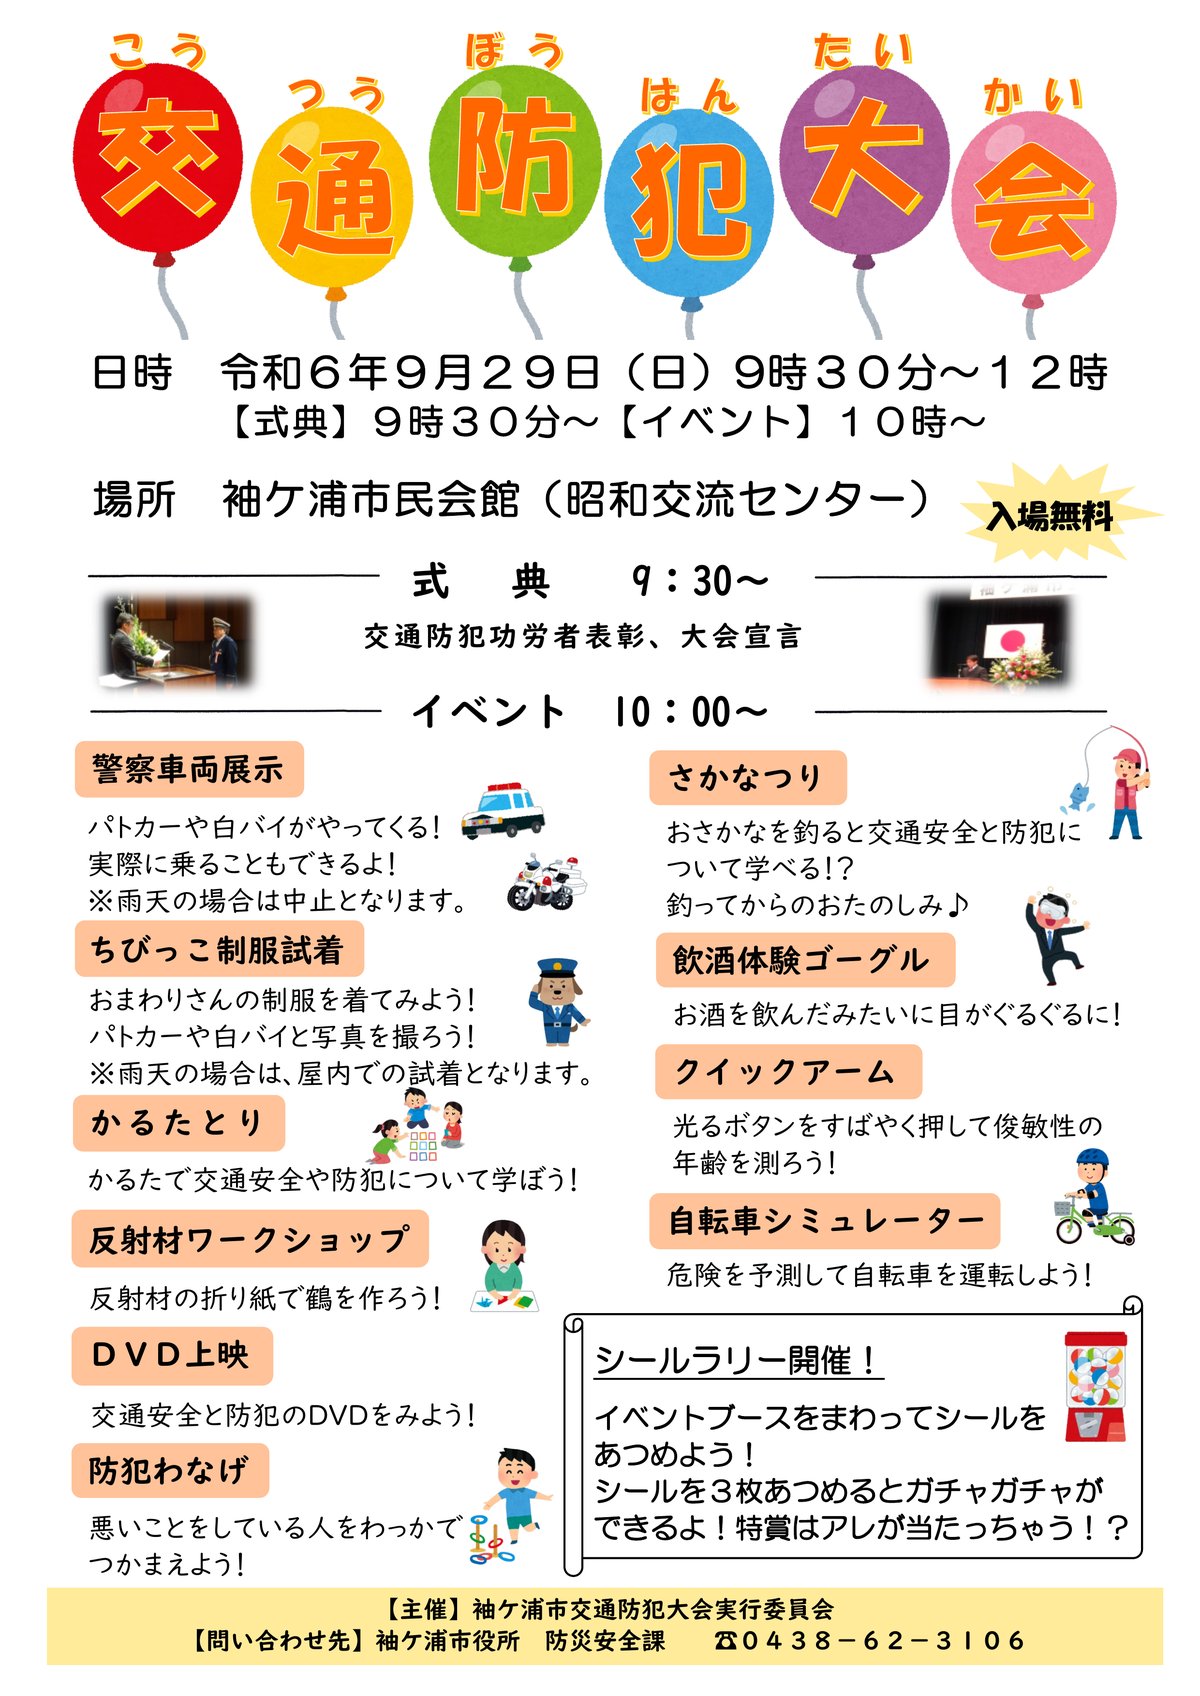 こう つう ぼう はん たい かい
交通防犯大会
日時　令和６年９月２９日（日）９時３０分～１２時
【式典】９時３０分～【イベント】１０時～
場所　袖ケ浦市民会館（昭和交流センター）
入場無料
式　典　９：３０～
交通防犯功労者表彰、大会宣言
イベント　１０：００～
警察車両展示
パトカーや白バイがやってくる！
実際に乗ることもできるよ！
※雨天の場合は中止となります。
ちびっこ制服試着
おまわりさんの制服を着てみよう！
パトカーや白バイと写真を撮ろう！
※雨天の場合は、屋内での試着となります。
かるたとり
かるたで交通安全や防犯について学ぼう！
反射材ワークショップ
反射材の折り紙で鶴を作ろう！
ＤＶＤ上映
交通安全と防犯のDVDをみよう！
防犯わなげ
悪いことをしている人をわっかで
つかまえよう！
さかなつり
おさかなを釣ると交通安全と防犯に
ついて学べる！？
釣ってからのおたのしみ♪
飲酒体験ゴーグル
お酒を飲んだみたいに目がぐるぐるに！
クイックアーム
光るボタンをすばやく押して俊敏性の
年齢を測ろう！
自転車シミュレーター
危険を予測して自転車を運転しよう！
シールラリー開催！
イベントブースをまわってシールを
あつめよう！
シールを３枚あつめるとガチャガチャが
できるよ！特賞はアレが当たっちゃう！？
【主催】袖ケ浦市交通防犯大会実行委員会
【問い合わせ先】袖ケ浦市役所　防災安全課　☎０４３８－６２－３１０６